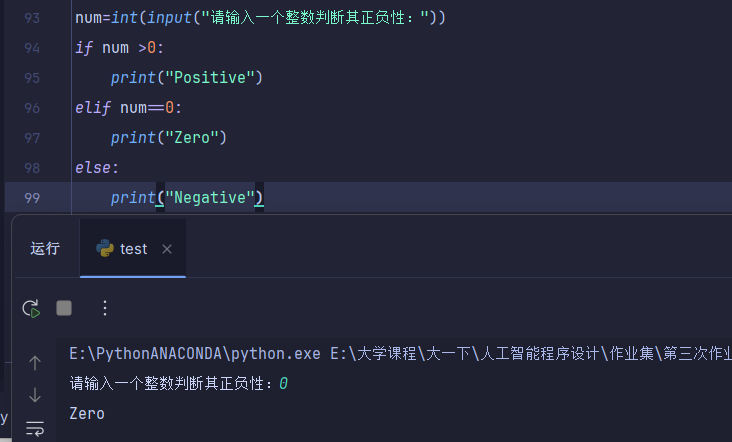 93 num=int(input("请输入一个整数判断其正负性："))
94 if num >0:
95 print("Positive")
96 elif num==0:
97 print("Zero")
98 else:
99 print("Negative")
运行 test
E:\PythonANACONDA\python.exe E:\大学课程\大一下\人工智能程序设计\作业集\第三次作业
请输入一个整数判断其正负性：0
Zero
y